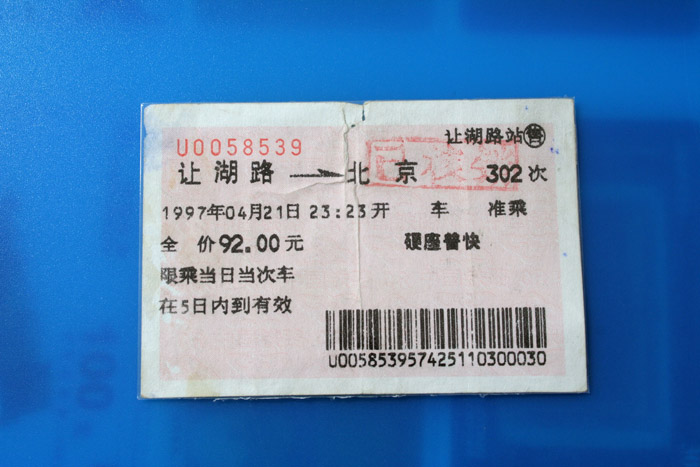 让湖路站售
U0058539
让湖路→北京 302次
1997年04月21日 23:23开 车 准乘
全 价92.00元 硬座普快
限乘当日当次车
在5日内到有效
U00585395742511030​0030